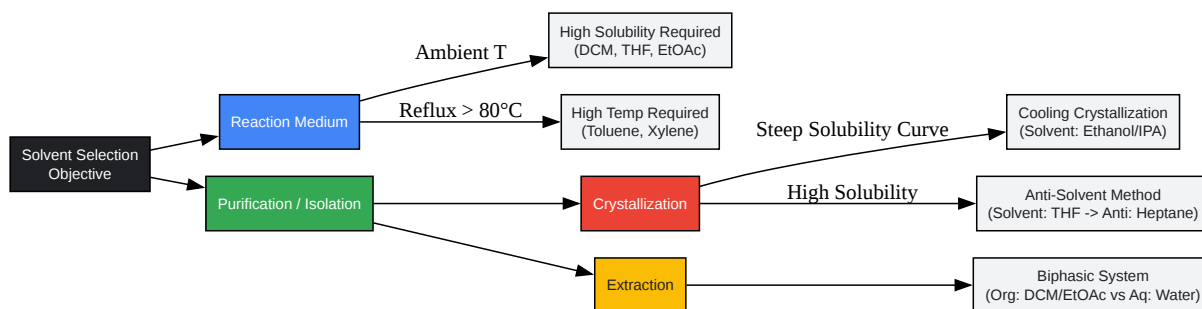 High Solubility Required
(DCM, THF, EtOAc)
Ambient T
Reflux > 80°C
Reaction Medium
High Temp Required
(Toluene, Xylene)
Cooling Crystallization
(Solvent: Ethanol/IPA)
Steep Solubility Curve
Solvent Selection
Objective
Purification / Isolation
Crystallization
High Solubility
Anti-Solvent Method
(Solvent: THF -> Anti: Heptane)
Extraction
Biphasic System
(Org: DCM/EtOAc vs Aq: Water)